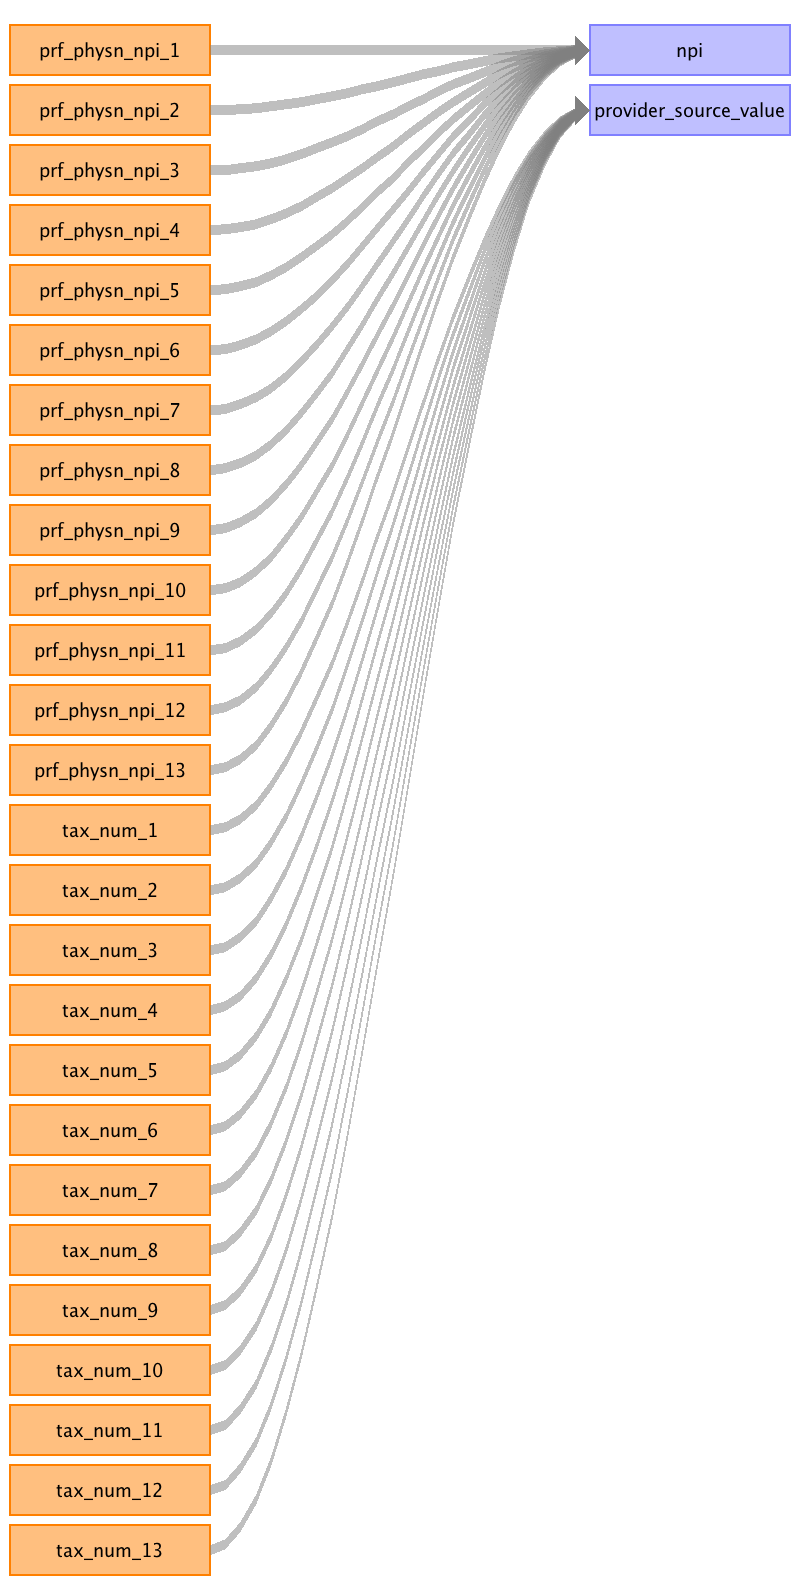 prf_physn_npi_1
npi
prf_physn_npi_2
provider_source_value
prf_physn_npi_3
prf_physn_npi_4
prf_physn_npi_5
prf_physn_npi_6
prf_physn_npi_7
prf_physn_npi_8
prf_physn_npi_9
prf_physn_npi_10
prf_physn_npi_11
prf_physn_npi_12
prf_physn_npi_13
tax_num_1
tax_num_2
tax_num_3
tax_num_4
tax_num_5
tax_num_6
tax_num_7
tax_num_8
tax_num_9
tax_num_10
tax_num_11
tax_num_12
tax_num_13